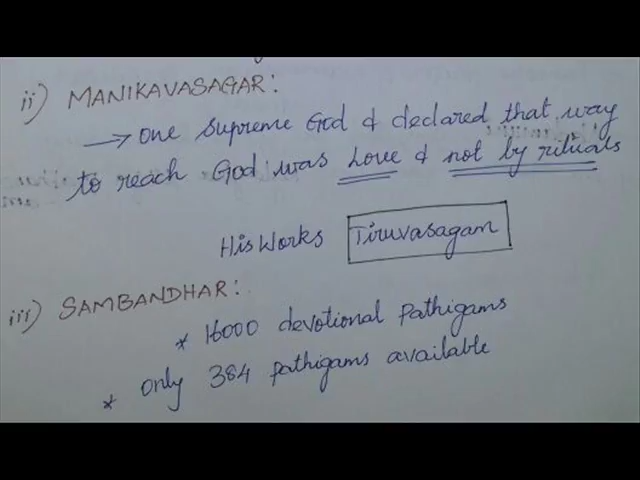 ii) MANIKAVASAGAR:
→ One Supreme God & declared that way
to reach God was Love & not by rituals
His Works Tiruvasagam
iii) SAMBANDHAR:
* 16000 devotional Pathigams
* Only 384 pathigams available